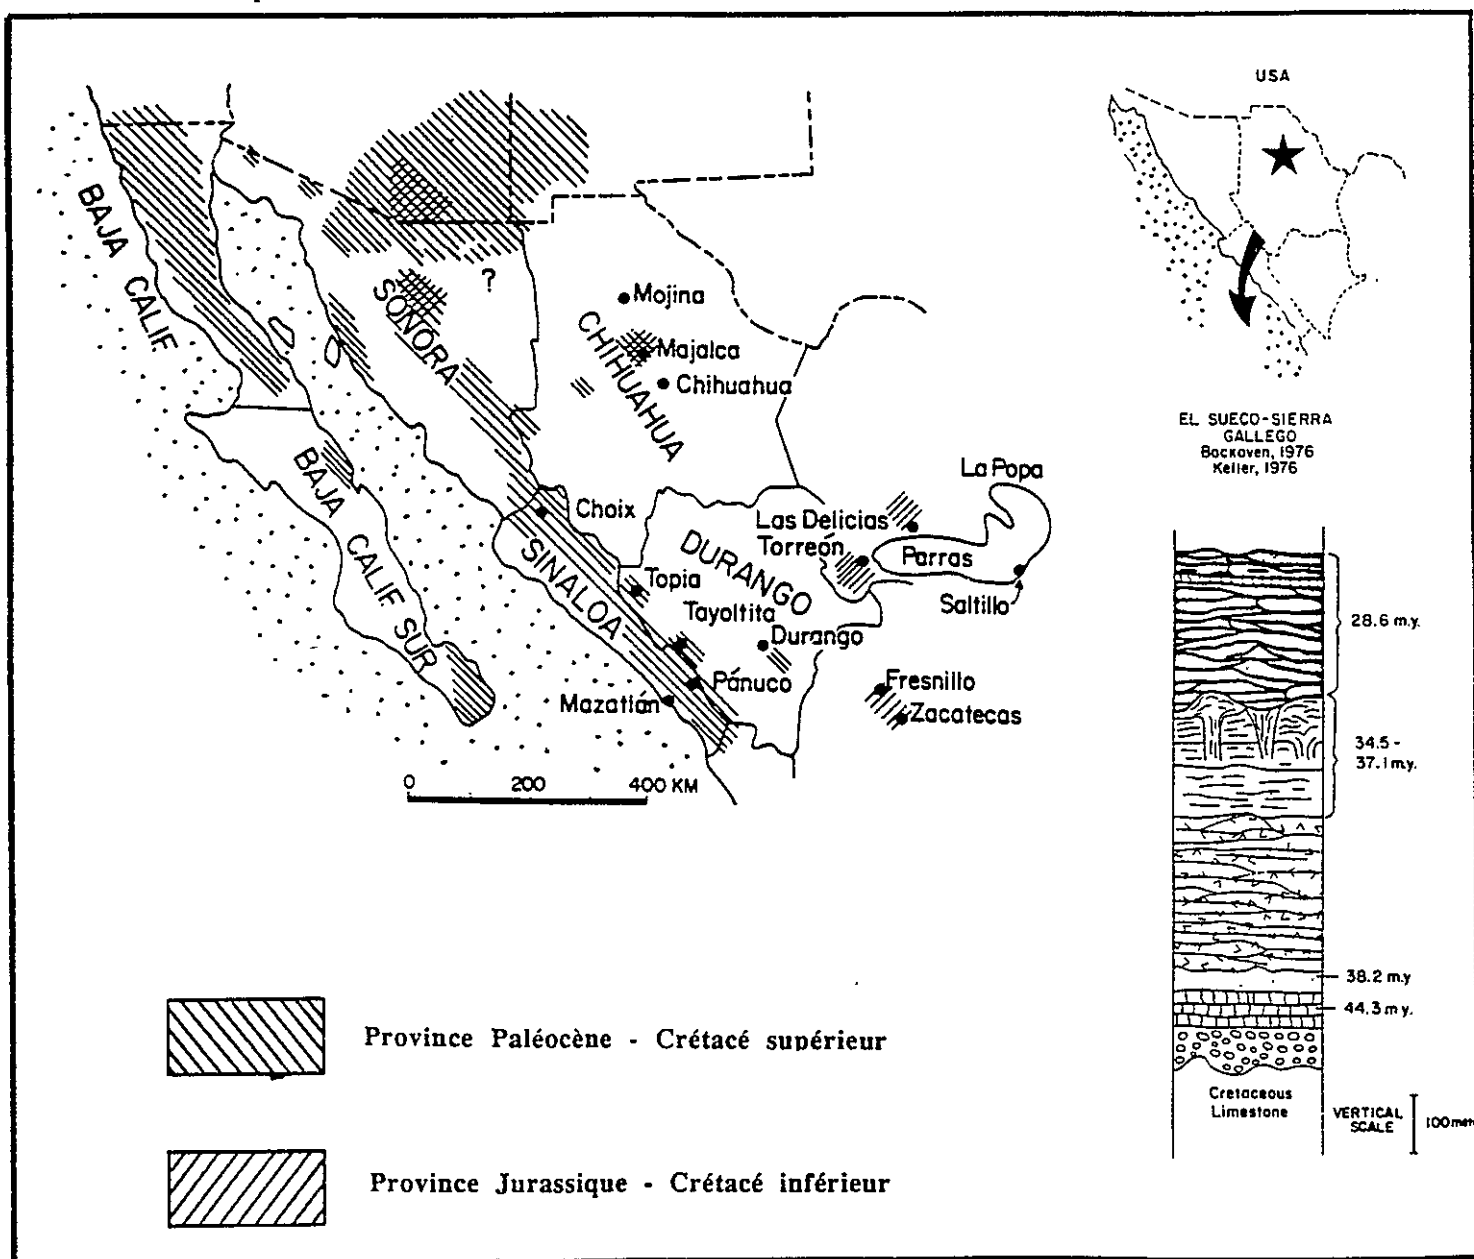 BAJA CALIF.
SONORA
?
CHIHUAHUA
Mojina
Majalca
Chihuahua
BAJA CALIF. SUR
SINALOA
DURANGO
Choix
Topia
Tayoltita
Durango
Pánuco
Mazatlán
Las Delicias
Torreón
La Popa
Parras
Saltillo
Fresnillo
Zacatecas
0 200 400 KM
USA
EL SUECO-SIERRA
GALLEGO
Bockoven, 1976
Keller, 1976
28.6 m.y.
34.5 -
37.1 m.y.
38.2 m.y
44.3 m y.
Cretaceous
Limestone
VERTICAL
SCALE
Province Paléocène - Crétacé supérieur
Province Jurassique - Crétacé inférieur